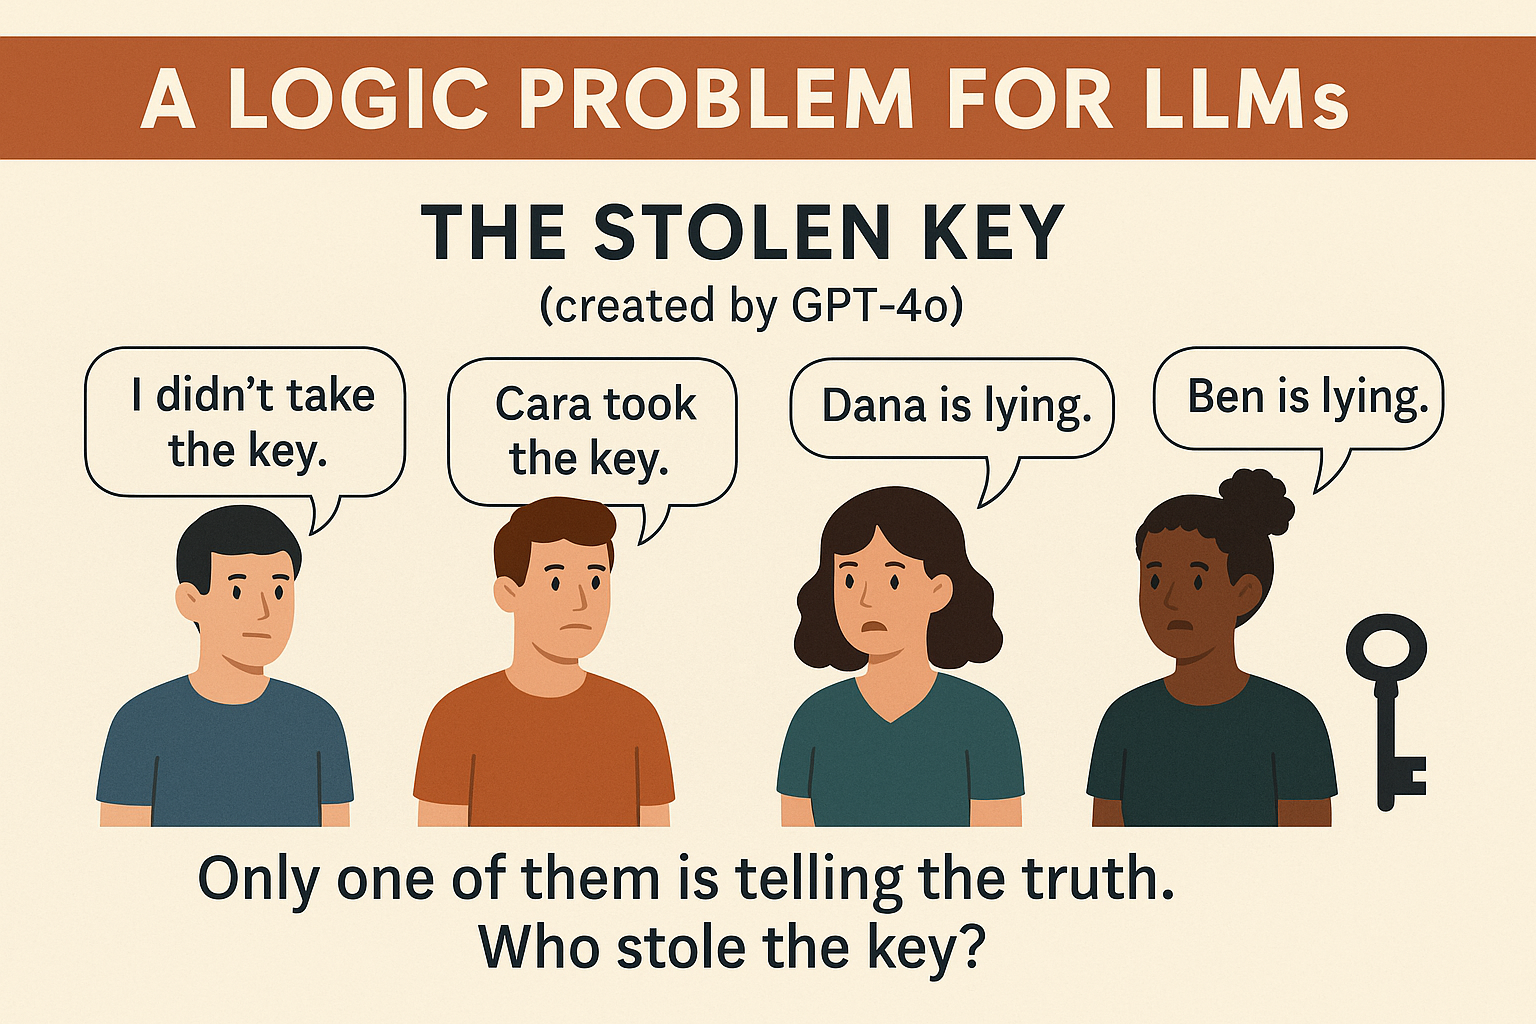 A LOGIC PROBLEM FOR LLMs
THE STOLEN KEY
(created by GPT-4o)
I didn't take
the key.
Cara took
the key.
Dana is lying.
Ben is lying.
Only one of them is telling the truth.
Who stole the key?